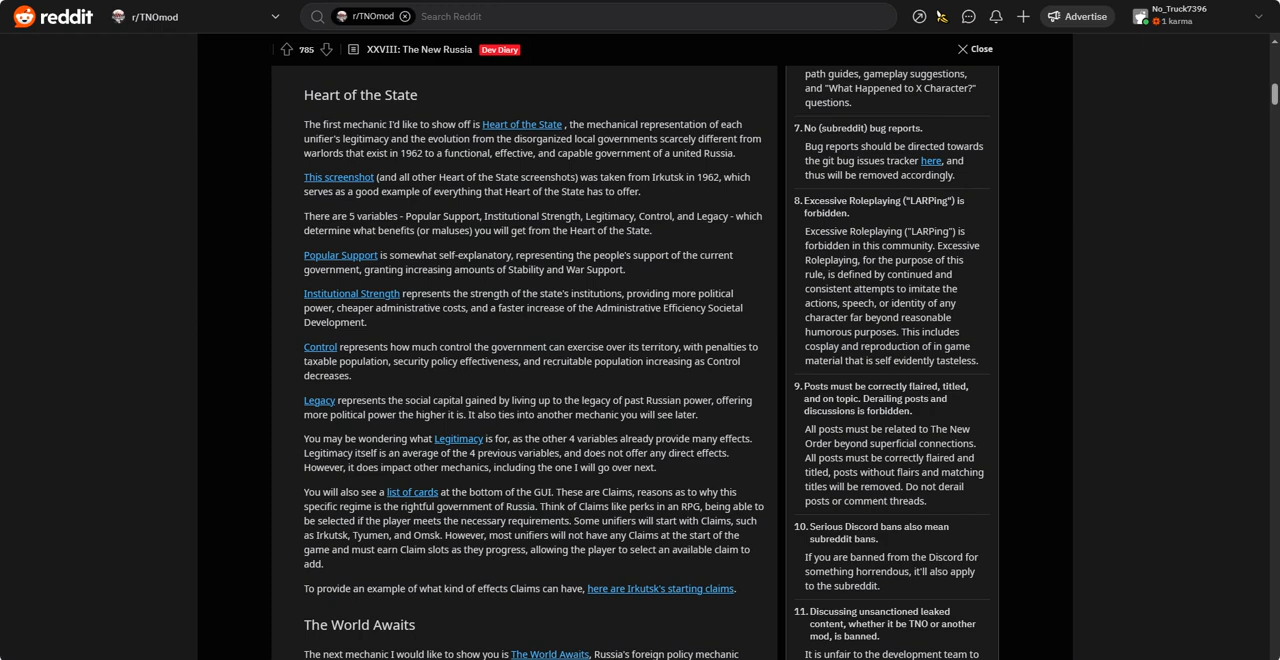 reddit
r/TNOmod
r/TNOmod
Search Reddit
Advertise
No_Truck7396
1 karma
785
XXVIII: The New Russia
Dev Diary
Close
Heart of the State
The first mechanic I'd like to show off is Heart of the State , the mechanical representation of each
unifier's legitimacy and the evolution from the disorganized local governments scarcely different from
warlords that exist in 1962 to a functional, effective, and capable government of a united Russia.
This screenshot (and all other Heart of the State screenshots) was taken from Irkutsk in 1962, which
serves as a good example of everything that Heart of the State has to offer.
There are 5 variables - Popular Support, Institutional Strength, Legitimacy, Control, and Legacy - which
determine what benefits (or maluses) you will get from the Heart of the State.
Popular Support is somewhat self-explanatory, representing the people's support of the current
government, granting increasing amounts of Stability and War Support.
Institutional Strength represents the strength of the state's institutions, providing more political
power, cheaper administrative costs, and a faster increase of the Administrative Efficiency Societal
Development.
Control represents how much control the government can exercise over its territory, with penalties to
taxable population, security policy effectiveness, and recruitable population increasing as Control
decreases.
Legacy represents the social capital gained by living up to the legacy of past Russian power, offering
more political power the higher it is. It also ties into another mechanic you will see later.
You may be wondering what Legitimacy is for, as the other 4 variables already provide many effects.
Legitimacy itself is an average of the 4 previous variables, and does not offer any direct effects.
However, it does impact other mechanics, including the one I will go over next.
You will also see a list of cards at the bottom of the GUI. These are Claims, reasons as to why this
specific regime is the rightful government of Russia. Think of Claims like perks in an RPG, being able to
be selected if the player meets the necessary requirements. Some unifiers will start with Claims, such
as Irkutsk, Tyumen, and Omsk. However, most unifiers will not have any Claims at the start of the
game and must earn Claim slots as they progress, allowing the player to select an available claim to
add.
To provide an example of what kind of effects Claims can have, here are Irkutsk's starting claims.
The World Awaits
The next mechanic I would like to show you is The World Awaits, Russia's foreign policy mechanic
path guides, gameplay suggestions,
and "What Happened to X Character?"
questions.
7. No (subreddit) bug reports.
Bug reports should be directed towards
the git bug issues tracker here, and
thus will be removed accordingly.
8. Excessive Roleplaying ("LARPing") is
forbidden.
Excessive Roleplaying ("LARPing") is
forbidden in this community. Excessive
Roleplaying, for the purpose of this
rule, is defined by continued and
consistent attempts to imitate the
actions, speech, or identity of any
character far beyond reasonable
humorous purposes. This includes
cosplay and reproduction of in game
material that is self evidently tasteless.
9. Posts must be correctly flaired, titled,
and on topic. Derailing posts and
discussions is forbidden.
All posts must be related to The New
Order beyond superficial connections.
All posts must be correctly flaired and
titled, posts without flairs and matching
titles will be removed. Do not derail
posts or comment threads.
10. Serious Discord bans also mean
subreddit bans.
If you are banned from the Discord for
something horrendous, it'll also apply
to the subreddit.
11. Discussing unsanctioned leaked
content, whether it be TNO or another
mod, is banned.
It is unfair to the development team to